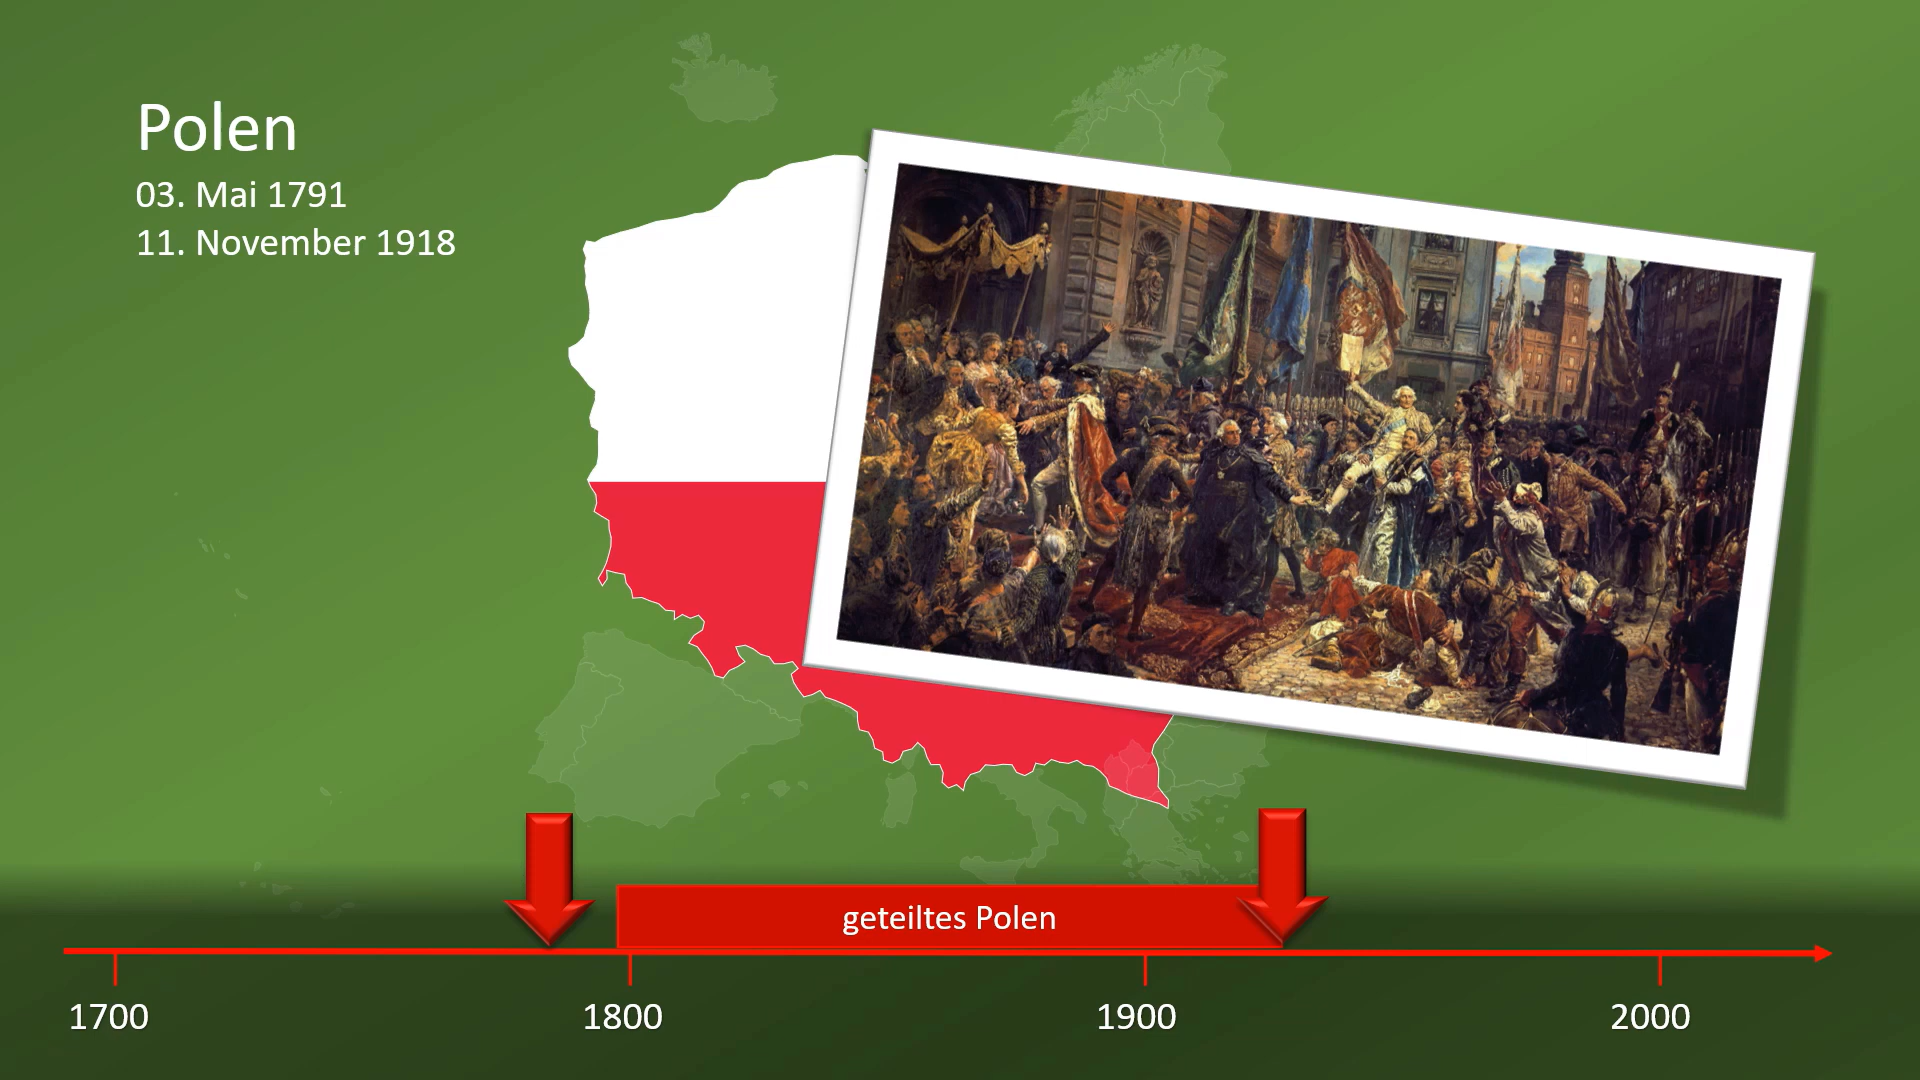 Polen
03. Mai 1791
11. November 1918
geteiltes Polen
1700
1800
1900
2000